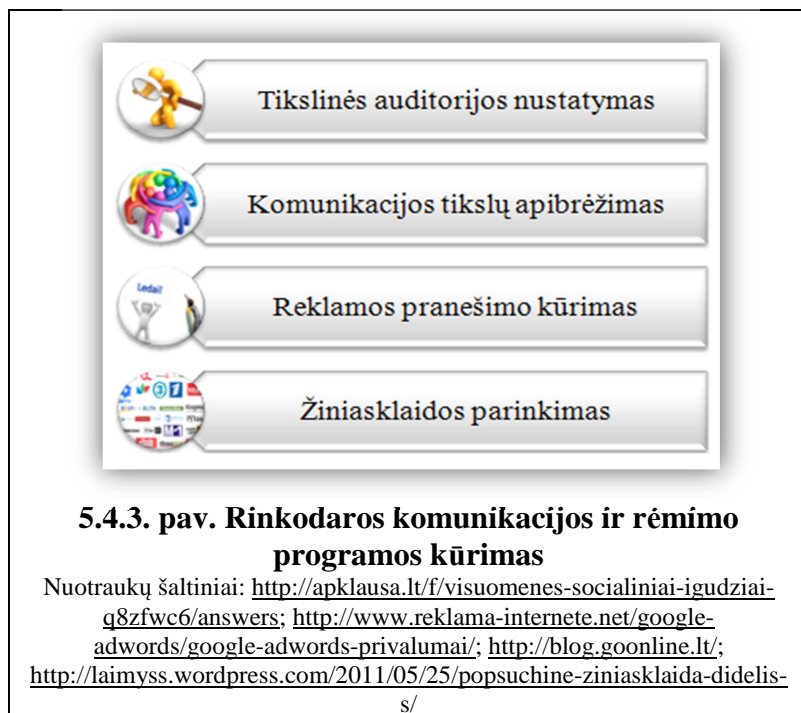 Tikslinės auditorijos nustatymas
Komunikacijos tikslų apibrėžimas
Ledai!
Reklamos pranešimo kūrimas
Žiniasklaidos parinkimas
5.4.3. pav. Rinkodaros komunikacijos ir rėmimo
programos kūrimas
Nuotraukų šaltiniai: http://apklausa.lt/f/visuomenes-socialiniai-igudziai-
q8zfwc6/answers; http://www.reklama-internete.net/google-
adwords/google-adwords-privalumai/; http://blog.goonline.lt/;
http://laimyss.wordpress.com/2011/05/25/popsuchine-ziniasklaida-didelis-
s/